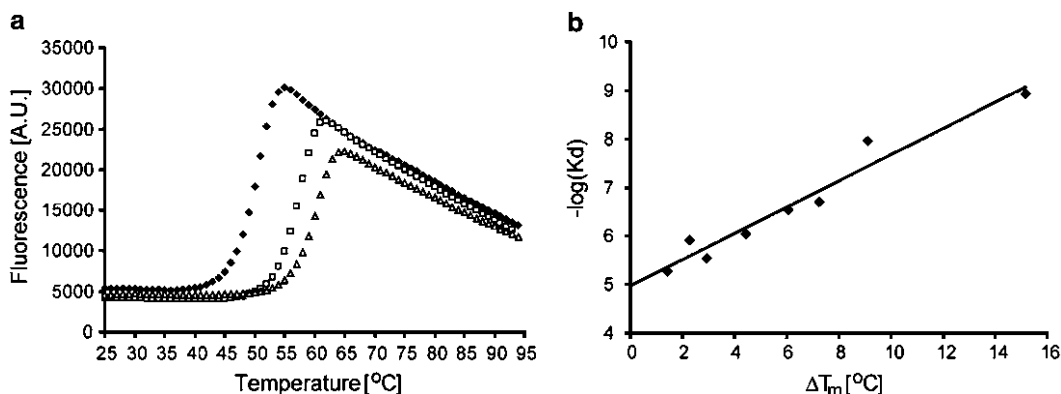 a
35000
30000
25000
20000
15000
10000
5000
0
Fluorescence [A.U.]
25 30 35 40 45 50 55 60 65 70 75 80 85 90 95
Temperature [°C]
b
10
9
8
7
6
5
4
-log(Kd)
0 2 4 6 8 10 12 14 16
ΔTm [°C]